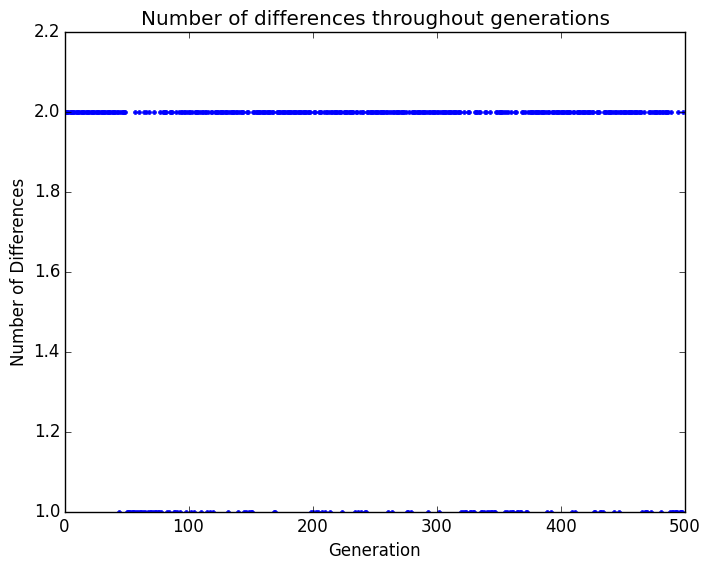 Number of differences throughout generations
2.2
2.0
1.8
1.6
1.4
1.2
1.0
Number of Differences
0 100 200 300 400 500
Generation